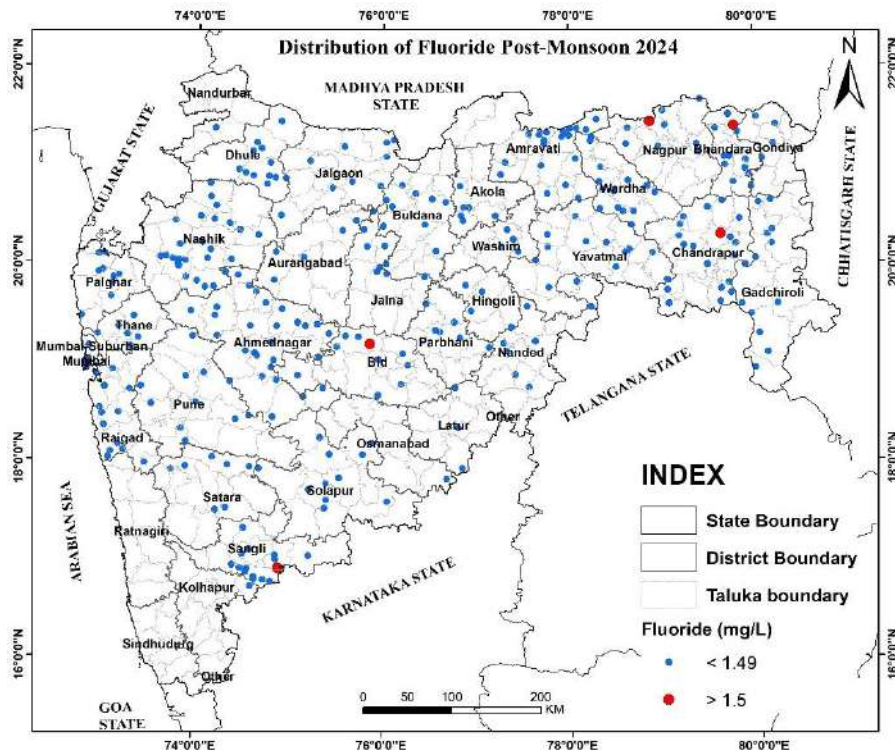 74°0'0"E
76°0'0"E
78°0'0"E
80°0'0"E
Distribution of Fluoride Post-Monsoon 2024
N
22°0'0"N
22°0'0"N
MADHYA PRADESH
STATE
Nandurbar
GUJARAT STATE
Dhule
Jalgaon
Amravati
Nagpur
Bhandara
Gondiya
Akola
Wardha
Buldana
CHHATISGARH STATE
Nashik
Washim
Yavatmal
Chandrapur
Aurangabad
20°0'0"N
20°0'0"N
Palghar
Jalna
Hingoli
Gadchiroli
Thane
Mumbai Suburban
Mumbai
Ahmednagar
Bid
Parbhani
Nanded
Pune
TELANGANA STATE
Latur
Other
Raigad
Osmanabad
18°0'0"N
18°0'0"N
INDEX
Satara
Solapur
ARABIAN SEA
Ratnagiri
State Boundary
District Boundary
Taluka boundary
Sangli
Kolhapur
KARNATAKA STATE
Fluoride (mg/L)
Sindhudurg
< 1.49
16°0'0"N
16°0'0"N
Other
> 1.5
GOA
STATE
0 50 100 200
KM
74°0'0"E
76°0'0"E
78°0'0"E
80°0'0"E